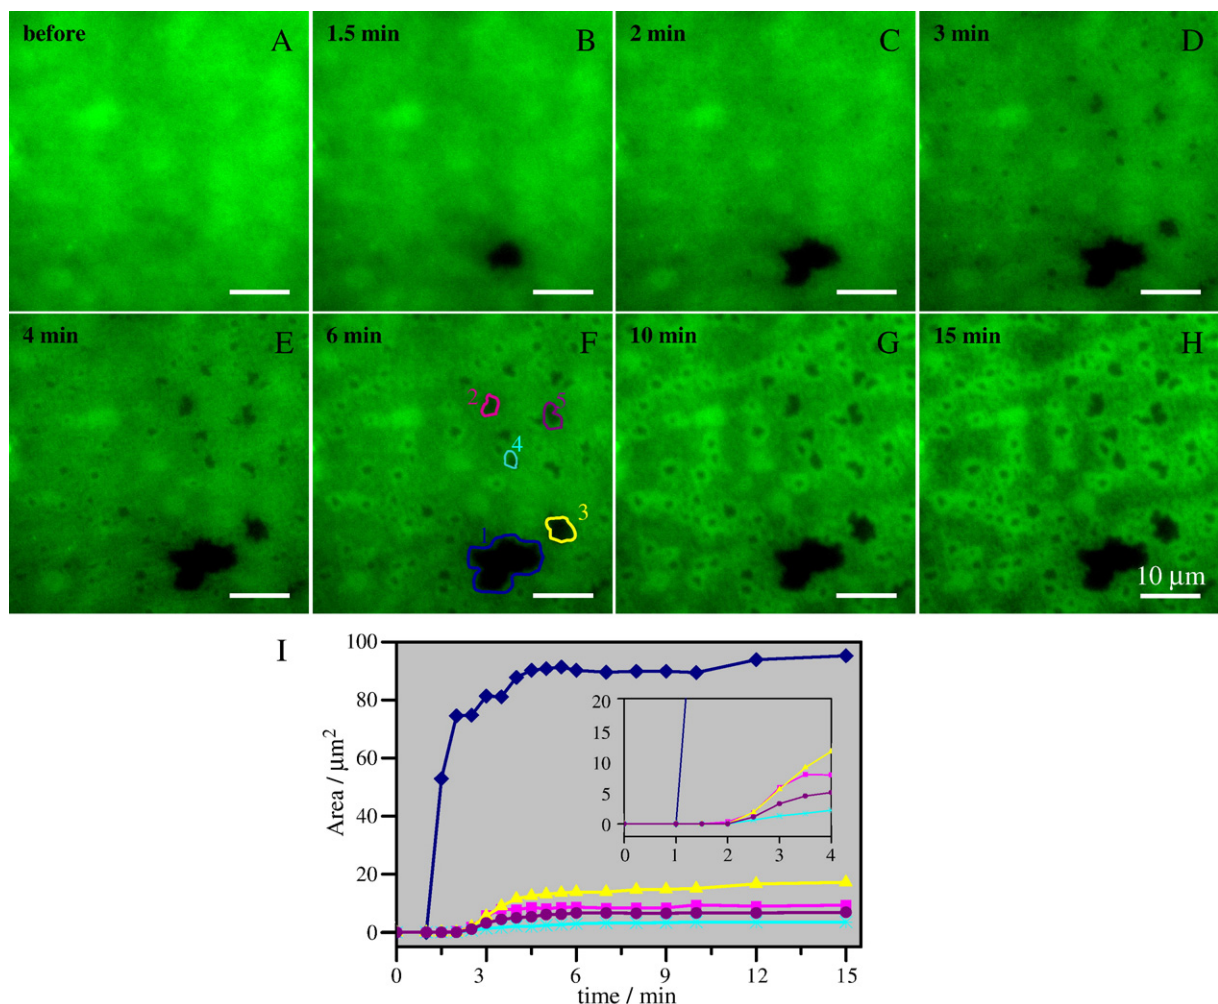 before A
1.5 min B
2 min C
3 min D
4 min E
6 min F
2 5
4
3
1
10 min G
15 min H
10 µm
I
100
80
60
40
20
0
Area / µm²
0 3 6 9 12 15
time / min
20
15
10
5
0
0 1 2 3 4